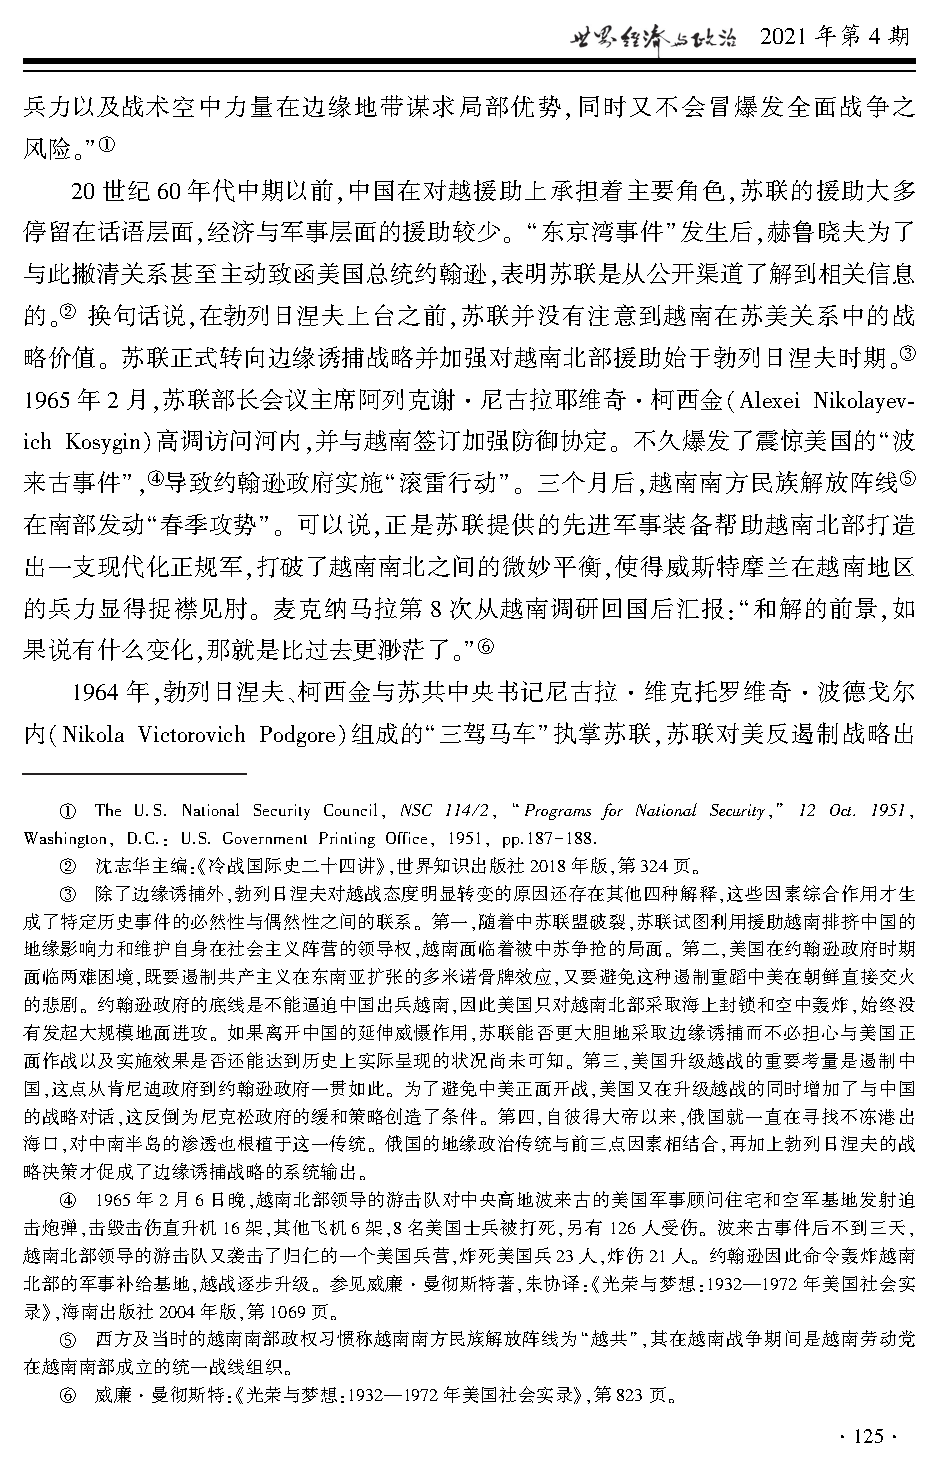 世界经济与政治 2021 年第 4 期
兵力以及战术空中力量在边缘地带谋求局部优势,同时又不会冒爆发全面战争之
风险。”①
20 世纪 60 年代中期以前,中国在对越援助上承担着主要角色,苏联的援助大多
停留在话语层面,经济与军事层面的援助较少。“东京湾事件”发生后,赫鲁晓夫为了
与此撇清关系甚至主动致函美国总统约翰逊,表明苏联是从公开渠道了解到相关信息
的。② 换句话说,在勃列日涅夫上台之前,苏联并没有注意到越南在苏美关系中的战
略价值。苏联正式转向边缘诱捕战略并加强对越南北部援助始于勃列日涅夫时期。③
1965 年 2 月,苏联部长会议主席阿列克谢·尼古拉耶维奇·柯西金(Alexei Nikolayev-
ich Kosygin)高调访问河内,并与越南签订加强防御协定。不久爆发了震惊美国的“波
来古事件”,④导致约翰逊政府实施“滚雷行动”。三个月后,越南南方民族解放阵线⑤
在南部发动“春季攻势”。可以说,正是苏联提供的先进军事装备帮助越南北部打造
出一支现代化正规军,打破了越南南北之间的微妙平衡,使得威斯特摩兰在越南地区
的兵力显得捉襟见肘。麦克纳马拉第 8 次从越南调研回国后汇报:“和解的前景,如
果说有什么变化,那就是比过去更渺茫了。”⑥
1964 年,勃列日涅夫、柯西金与苏共中央书记尼古拉·维克托罗维奇·波德戈尔
内(Nikola Victorovich Podgore)组成的“三驾马车”执掌苏联,苏联对美反遏制战略出
① The U.S. National Security Council, NSC 114/2, “Programs for National Security,” 12 Oct. 1951,
Washington, D.C.: U.S. Government Printing Office, 1951, pp.187-188.
② 沈志华主编:《冷战国际史二十四讲》,世界知识出版社 2018 年版,第 324 页。
③ 除了边缘诱捕外,勃列日涅夫对越战态度明显转变的原因还存在其他四种解释,这些因素综合作用才生
成了特定历史事件的必然性与偶然性之间的联系。第一,随着中苏联盟破裂,苏联试图利用援助越南排挤中国的
地缘影响力和维护自身在社会主义阵营的领导权,越南面临着被中苏争抢的局面。第二,美国在约翰逊政府时期
面临两难困境,既要遏制共产主义在东南亚扩张的多米诺骨牌效应,又要避免这种遏制重蹈中美在朝鲜直接交火
的悲剧。约翰逊政府的底线是不能逼迫中国出兵越南,因此美国只对越南北部采取海上封锁和空中轰炸,始终没
有发起大规模地面进攻。如果离开中国的延伸威慑作用,苏联能否更大胆地采取边缘诱捕而不必担心与美国正
面作战以及实施效果是否还能达到历史上实际呈现的状况尚未可知。第三,美国升级越战的重要考量是遏制中
国,这点从肯尼迪政府到约翰逊政府一贯如此。为了避免中美正面开战,美国又在升级越战的同时增加了与中国
的战略对话,这反倒为尼克松政府的缓和策略创造了条件。第四,自彼得大帝以来,俄国就一直在寻找不冻港出
海口,对中南半岛的渗透也根植于这一传统。俄国的地缘政治传统与前三点因素相结合,再加上勃列日涅夫的战
略决策才促成了边缘诱捕战略的系统输出。
④ 1965 年 2 月 6 日晚,越南北部领导的游击队对中央高地波来古的美国军事顾问住宅和空军基地发射迫
击炮弹,击毁击伤直升机 16 架,其他飞机 6 架,8 名美国士兵被打死,另有 126 人受伤。波来古事件后不到三天,
越南北部领导的游击队又袭击了归仁的一个美国兵营,炸死美国兵 23 人,炸伤 21 人。约翰逊因此命令轰炸越南
北部的军事补给基地,越战逐步升级。参见威廉·曼彻斯特著,朱协译:《光荣与梦想:1932—1972 年美国社会实
录》,海南出版社 2004 年版,第 1069 页。
⑤ 西方及当时的越南南部政权习惯称越南南方民族解放阵线为“越共”,其在越南战争期间是越南劳动党
在越南南部成立的统一战线组织。
⑥ 威廉·曼彻斯特:《光荣与梦想:1932—1972 年美国社会实录》,第 823 页。
·125·